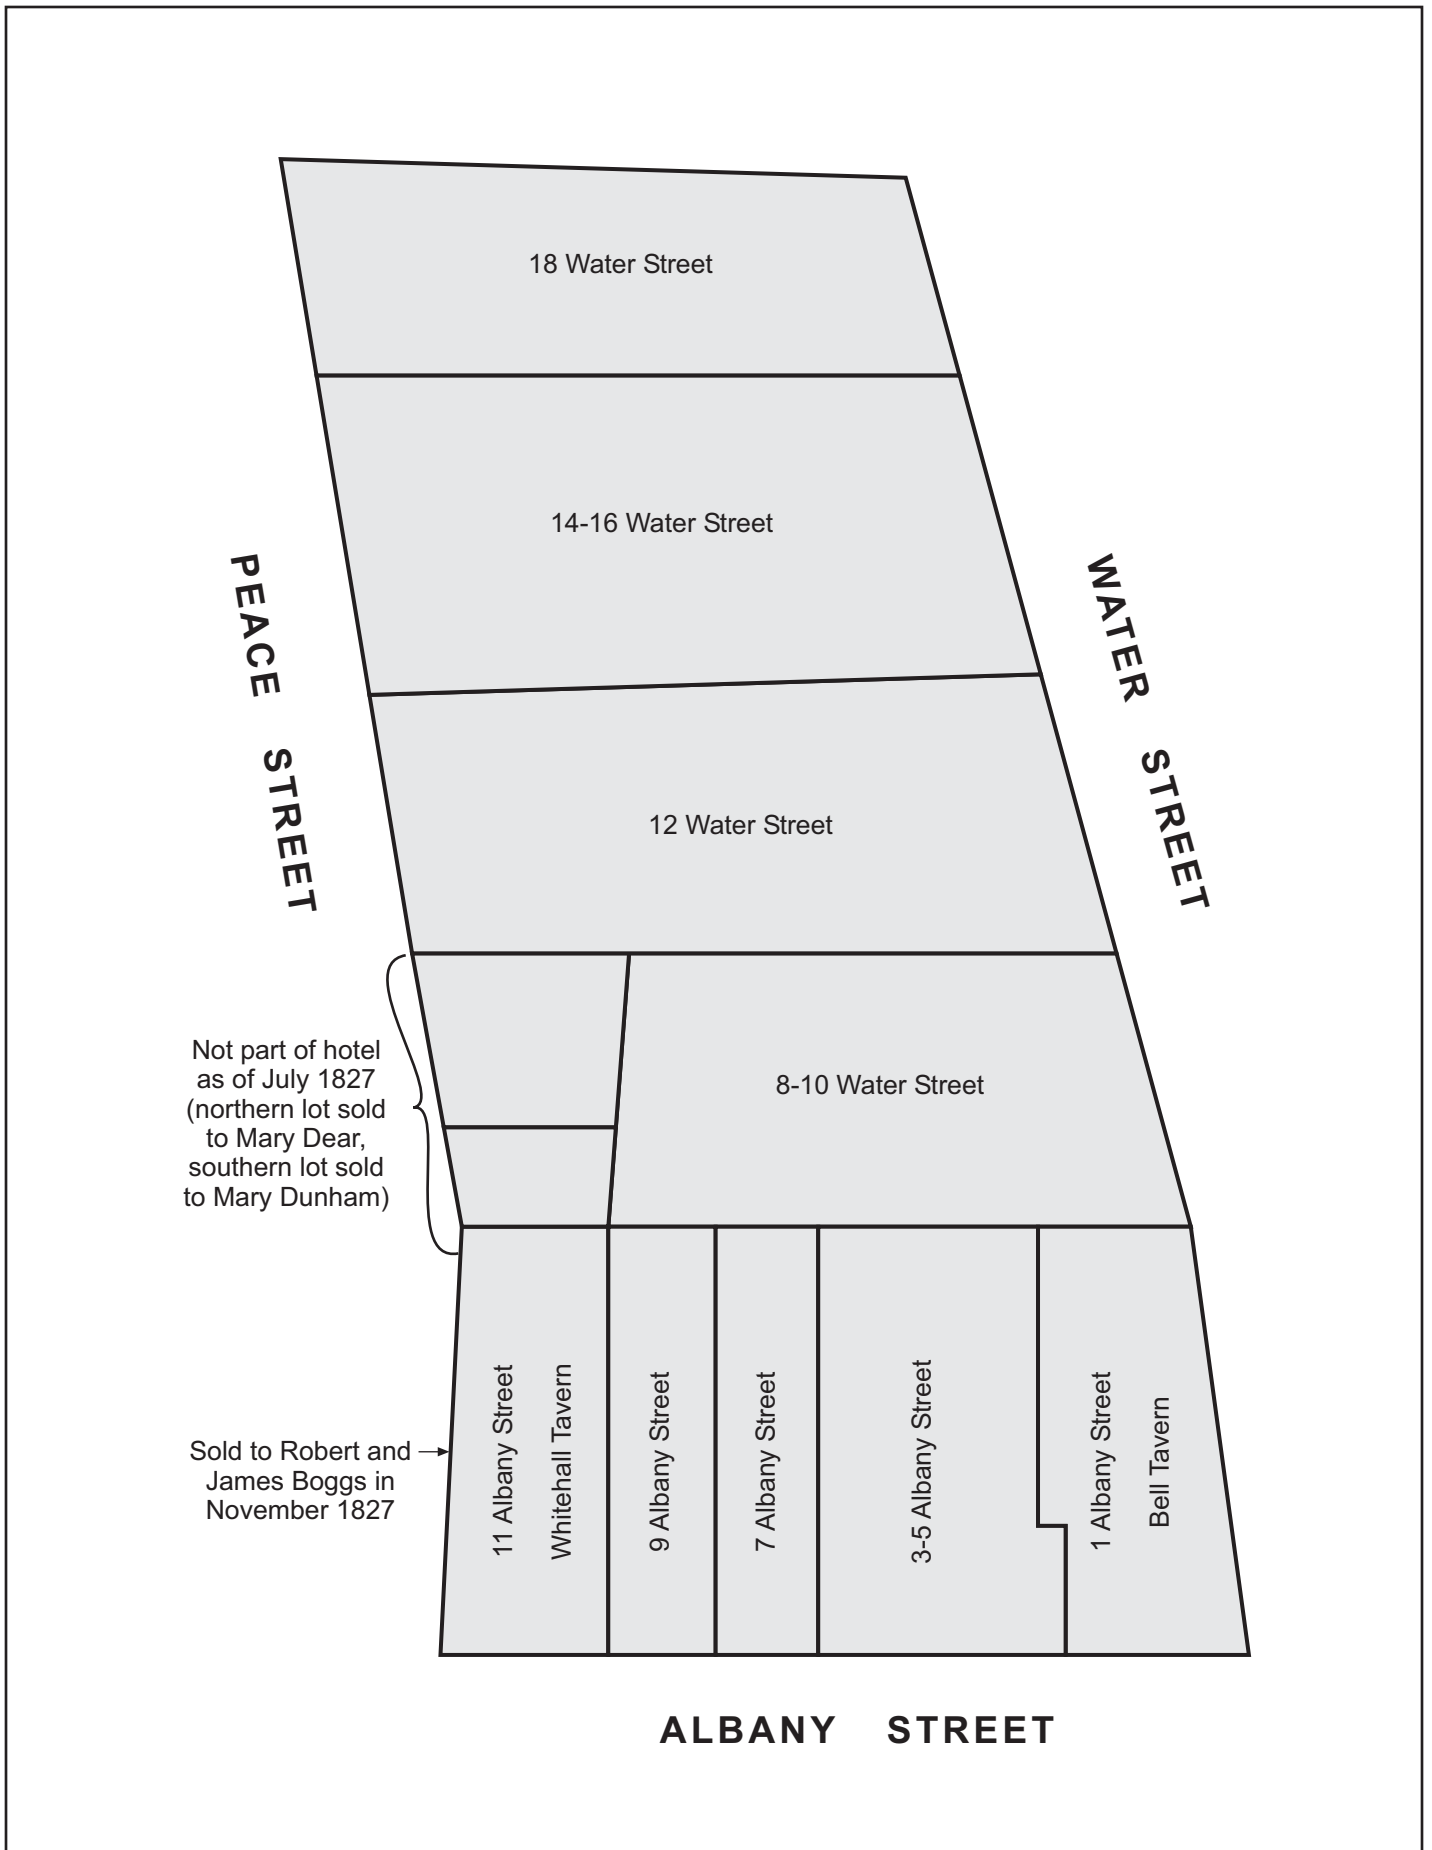 18 Water Street
14-16 Water Street
PEACE STREET
WATER STREET
12 Water Street
Not part of hotel
as of July 1827
(northern lot sold
to Mary Dear,
southern lot sold
to Mary Dunham)
8-10 Water Street
Sold to Robert and
James Boggs in
November 1827
11 Albany Street
Whitehall Tavern
9 Albany Street
7 Albany Street
3-5 Albany Street
1 Albany Street
Bell Tavern
ALBANY STREET